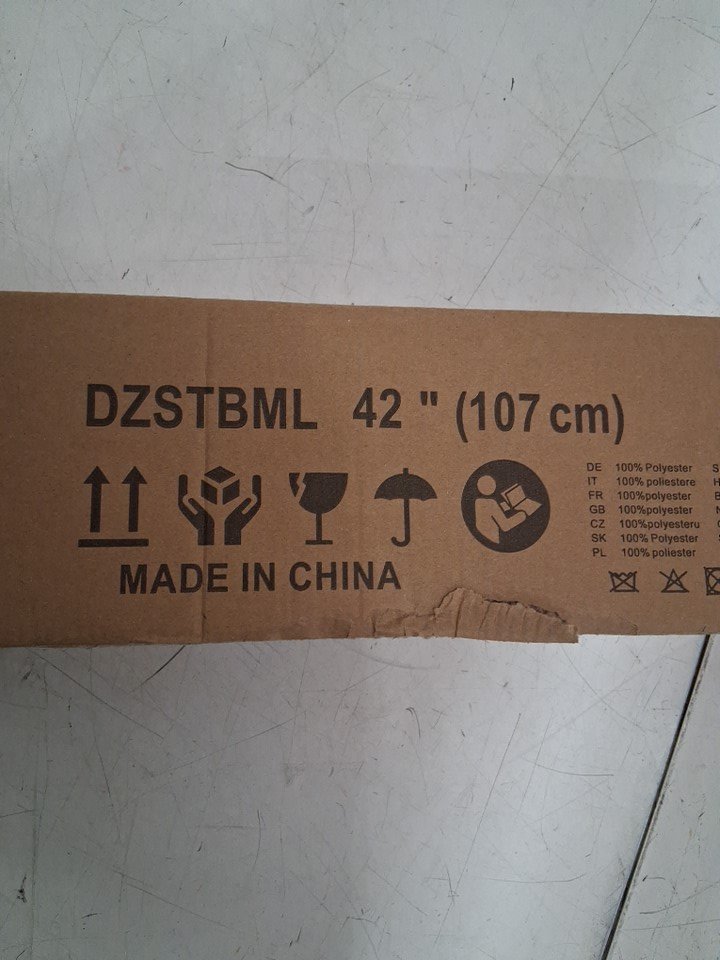 DZSTBML 42 " (107 cm)
DE 100% Polyester S
IT 100% poliestere H
FR 100%polyester
GB 100%polyester
CZ 100%polyesteru
SK 100% Polyester
PL 100% poliester
MADE IN CHINA